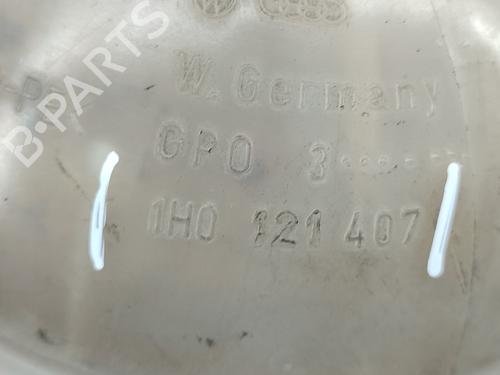 W. Germany
GPO 3
1H0 121 407
B-PARTS